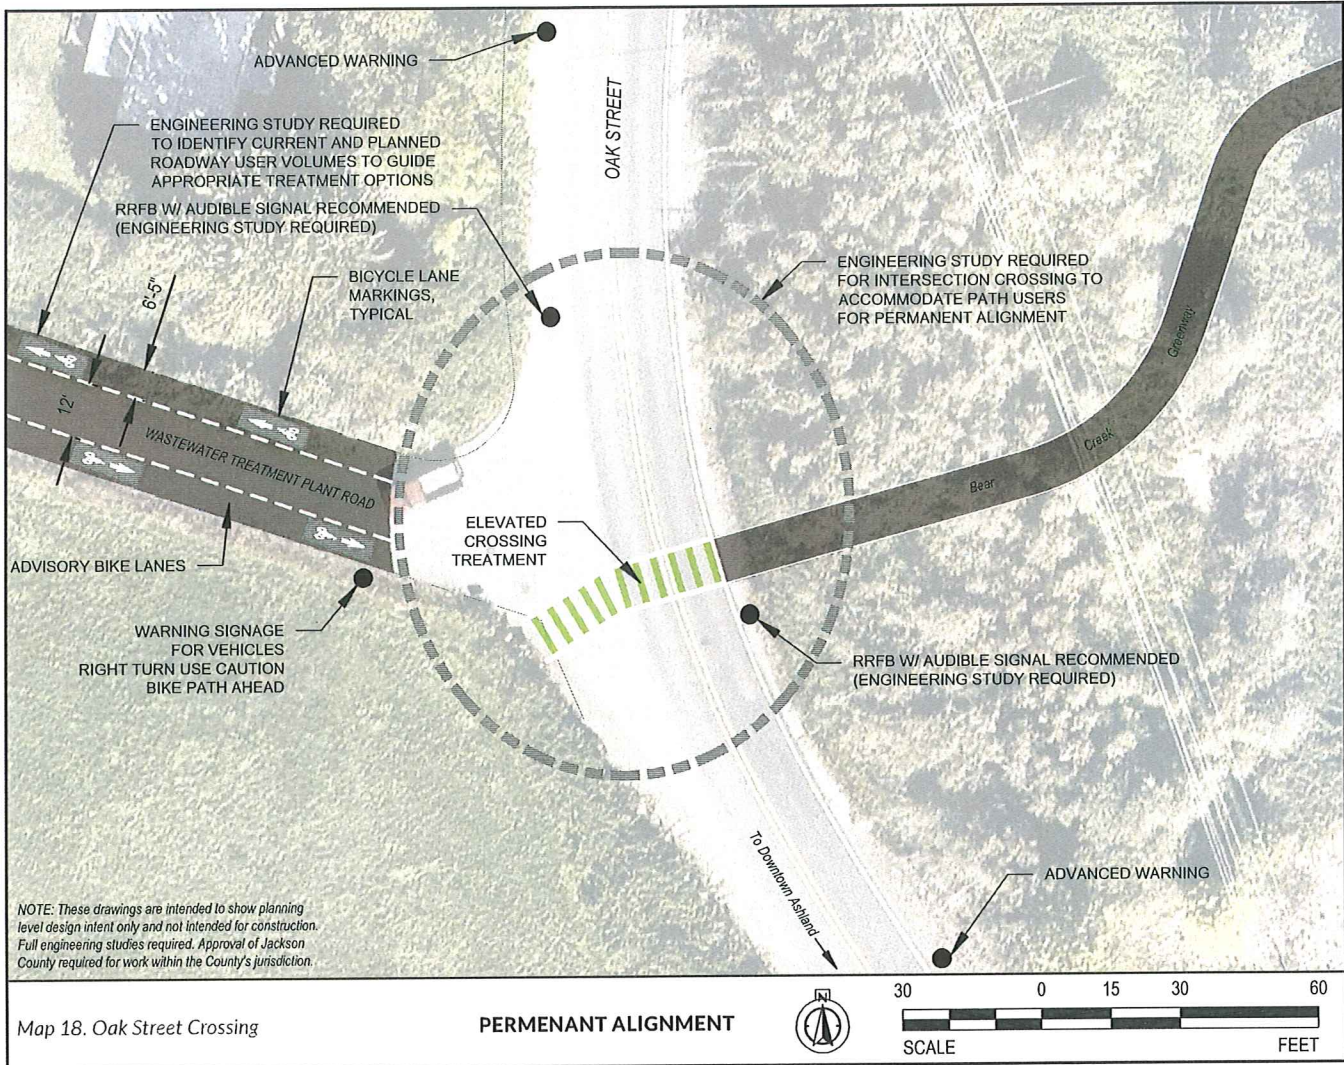 ADVANCED WARNING
OAK STREET
ENGINEERING STUDY REQUIRED
TO IDENTIFY CURRENT AND PLANNED
ROADWAY USER VOLUMES TO GUIDE
APPROPRIATE TREATMENT OPTIONS
RRFB W/ AUDIBLE SIGNAL RECOMMENDED
(ENGINEERING STUDY REQUIRED)
BICYCLE LANE
MARKINGS,
TYPICAL
6'-5"
12'
ENGINEERING STUDY REQUIRED
FOR INTERSECTION CROSSING TO
ACCOMMODATE PATH USERS
FOR PERMANENT ALIGNMENT
WASTEWATER TREATMENT PLANT ROAD
Bear
Creek
Greenway
ELEVATED
CROSSING
TREATMENT
ADVISORY BIKE LANES
WARNING SIGNAGE
FOR VEHICLES
RIGHT TURN USE CAUTION
BIKE PATH AHEAD
RRFB W/ AUDIBLE SIGNAL RECOMMENDED
(ENGINEERING STUDY REQUIRED)
To Downtown Ashland
ADVANCED WARNING
NOTE: These drawings are intended to show planning
level design intent only and not intended for construction.
Full engineering studies required. Approval of Jackson
County required for work within the County's jurisdiction.
Map 18. Oak Street Crossing
PERMENANT ALIGNMENT
N
30 0 15 30 60
SCALE FEET